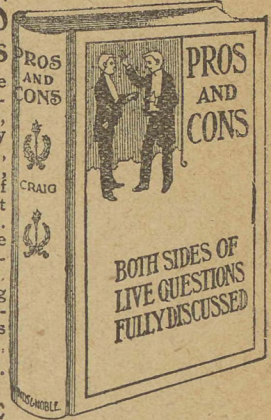 PROS
AND
CONS
CRAIG
PROS
AND
CONS
BOTH SIDES OF
LIVE QUESTIONS
FULLY DISCUSSED